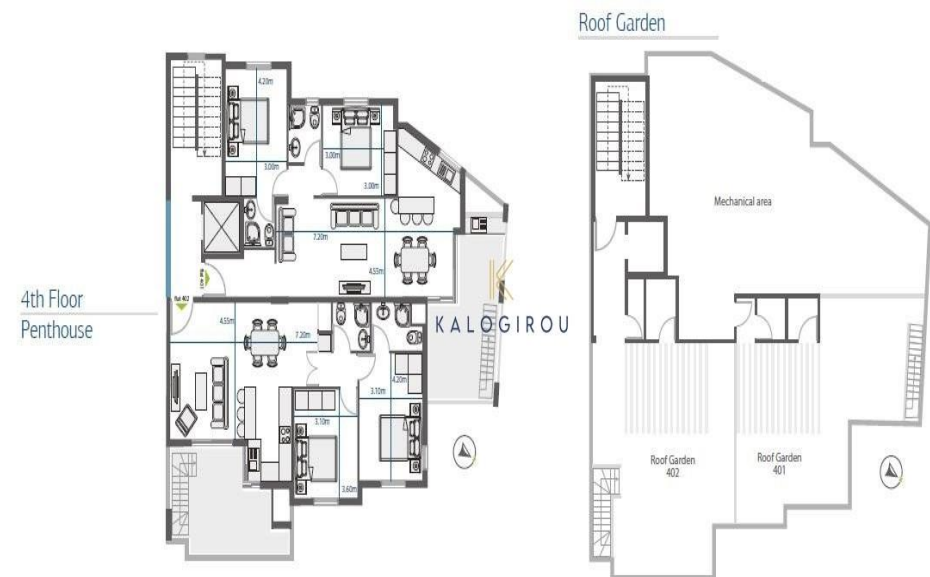 Roof Garden
4th Floor
Penthouse
4.20m
3.00m
3.00m
3.00m
7.20m
4.55m
flat 402
4.55m
7.20m
4.20m
3.10m
3.10m
3.60m
K
KALOGIROU
Mechanical area
Roof Garden
402
Roof Garden
401